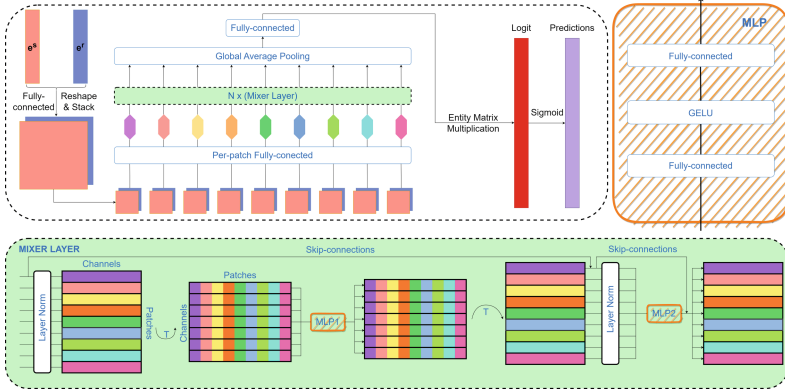 e^s
e^r
Fully-connected
Reshape & Stack
Fully-connected
Global Average Pooling
N x (Mixer Layer)
Per-patch Fully-conected
Entity Matrix Multiplication
Logit
Sigmoid
Predictions
MLP
Fully-connected
GELU
Fully-connected
MIXER LAYER
Skip-connections
Skip-connections
Channels
Layer Norm
Patches
T
Patches
Channels
MLP1
T
Layer Norm
MLP2